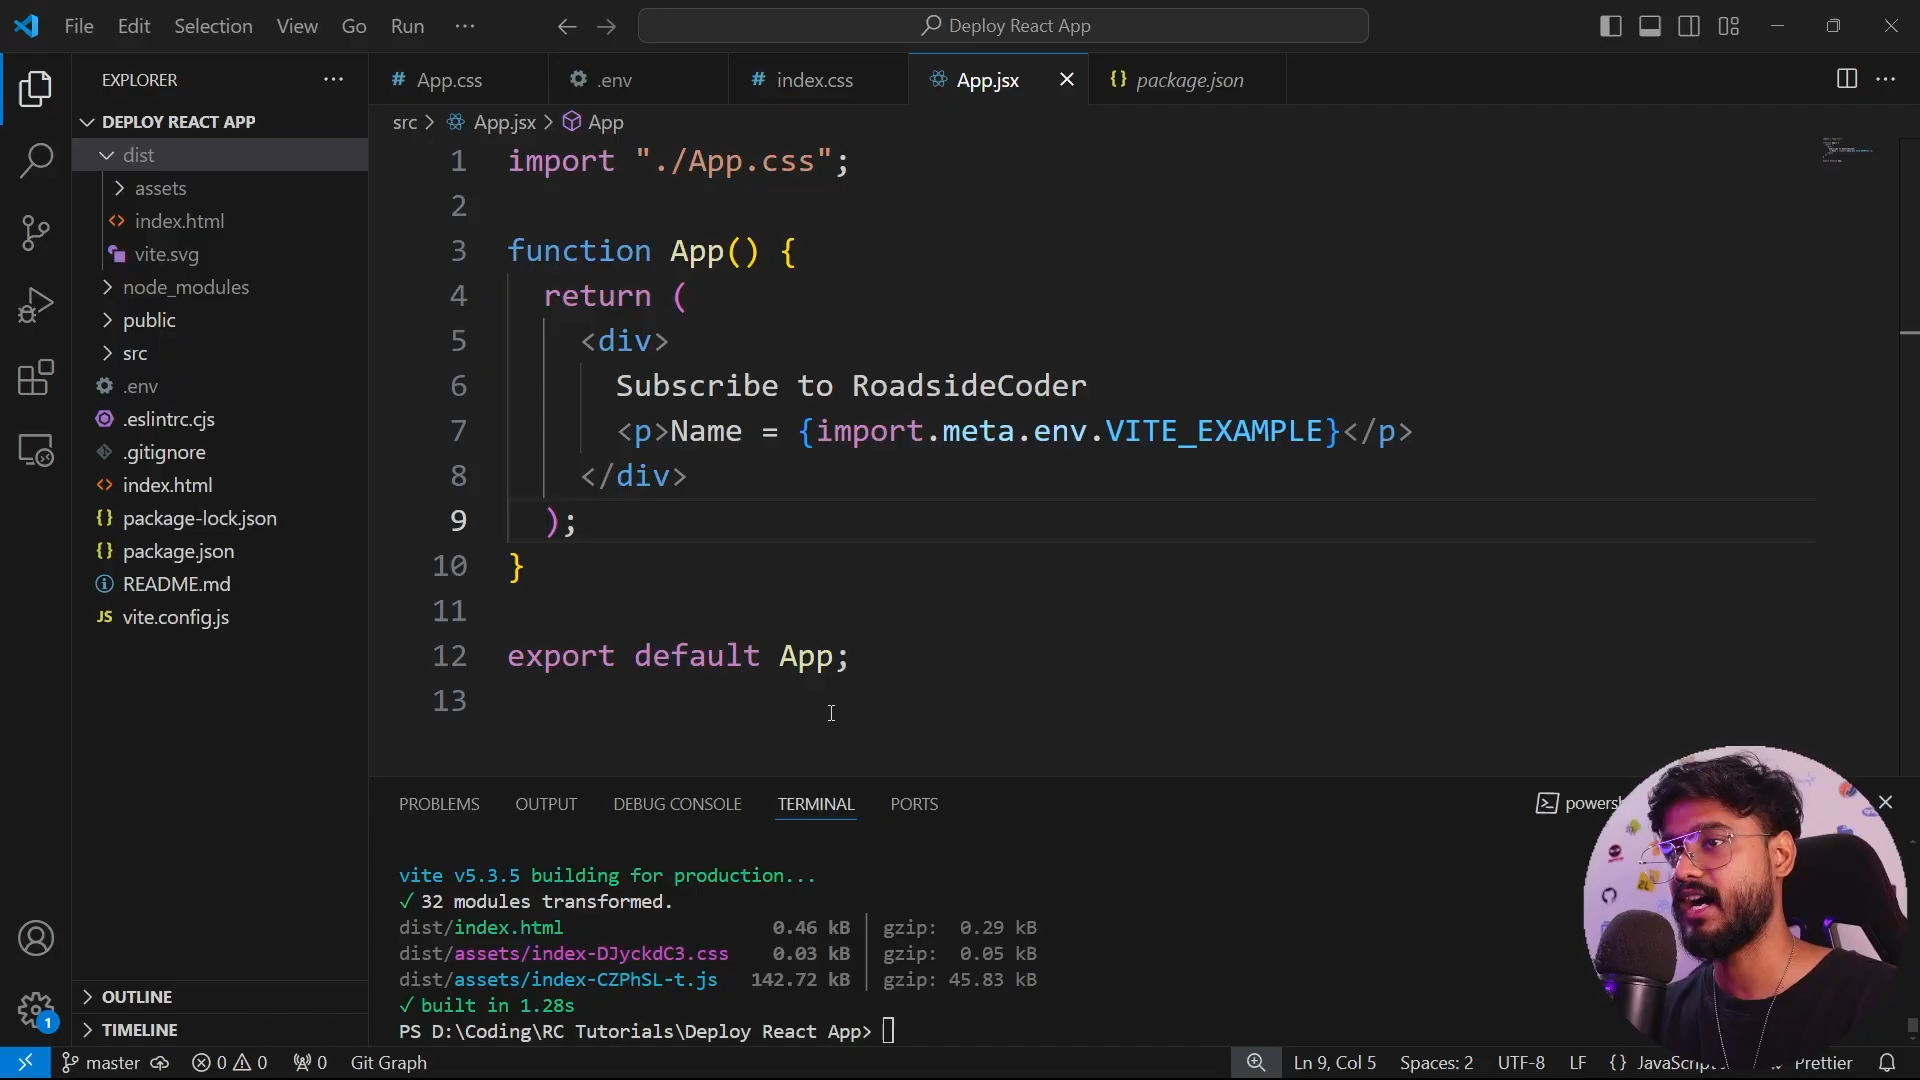 File Edit Selection View Go Run ··· Deploy React App
EXPLORER ···
# App.css .env # index.css App.jsx {} package.json ···
DEPLOY REACT APP
src > App.jsx > App
dist
assets
<> index.html
vite.svg
node_modules
public
src
.env
.eslintrc.cjs
.gitignore
<> index.html
{} package-lock.json
{} package.json
README.md
JS vite.config.js
OUTLINE
TIMELINE
1 import "./App.css";
2
3 function App() {
4 return (
5 <div>
6 Subscribe to RoadsideCoder
7 <p>Name = {import.meta.env.VITE_EXAMPLE}</p>
8 </div>
9 );
10 }
11
12 export default App;
13
PROBLEMS OUTPUT DEBUG CONSOLE TERMINAL PORTS
vite v5.3.5 building for production...
✓ 32 modules transformed.
dist/index.html 0.46 kB │ gzip: 0.29 kB
dist/assets/index-DJyckdC3.css 0.03 kB │ gzip: 0.05 kB
dist/assets/index-CZPhSL-t.js 142.72 kB │ gzip: 45.83 kB
✓ built in 1.28s
PS D:\Coding\RC Tutorials\Deploy React App>
1
master 0 0 0 Git Graph Ln 9, Col 5 Spaces: 2 UTF-8 LF {} Prettier